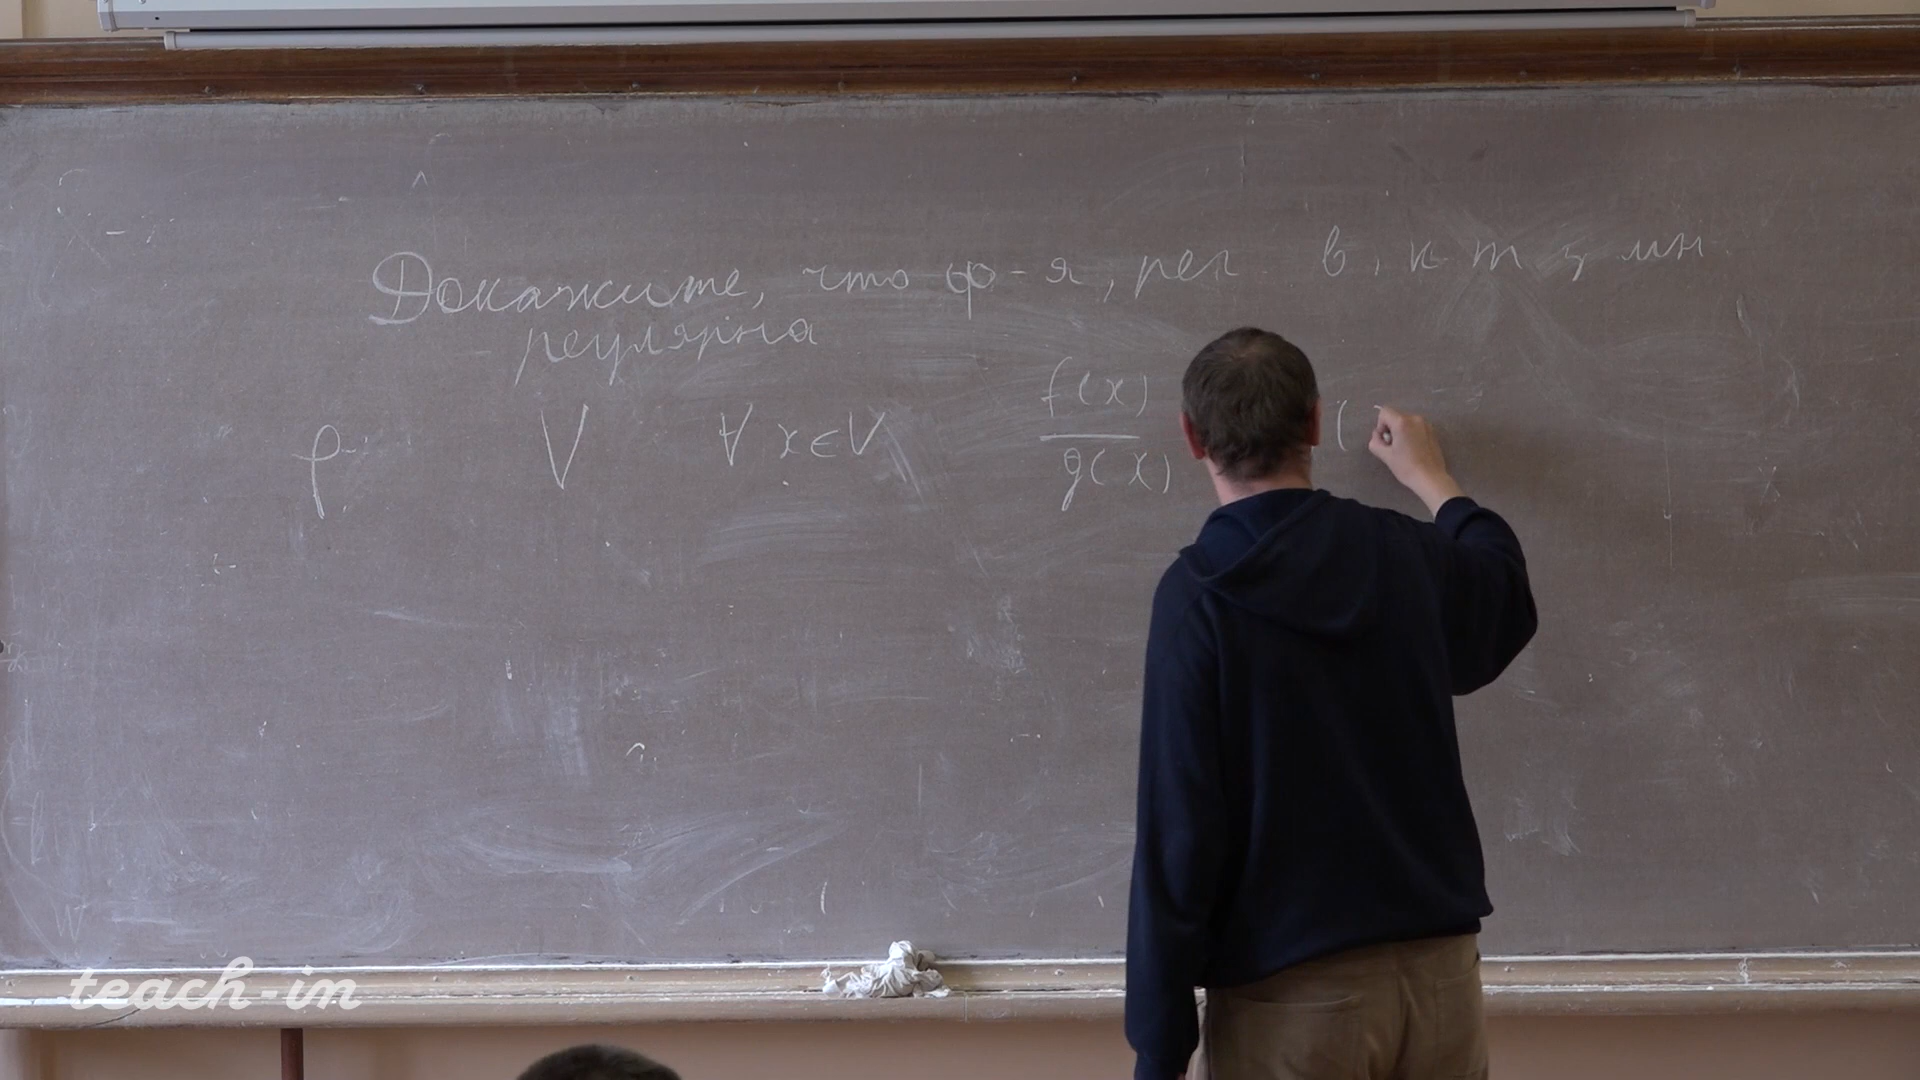 Докажите, что ф-я, рег в, к т з мн
регулярна
φ V ∀ x ∈ V f(x)
g(x) (
teach-in